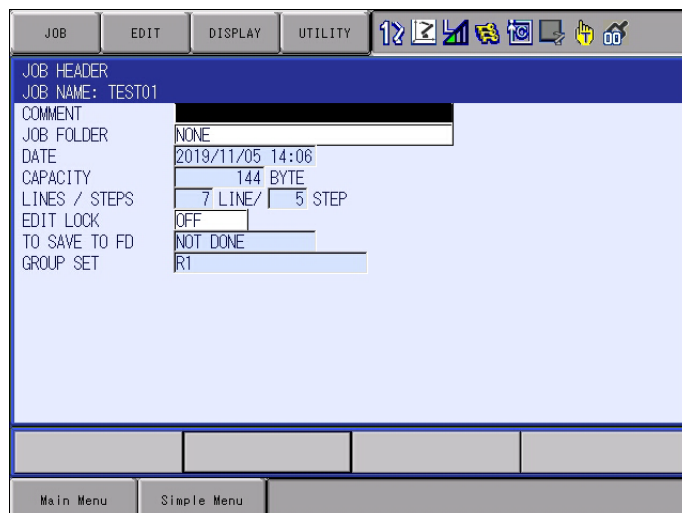 JOB EDIT DISPLAY UTILITY
JOB HEADER
JOB NAME: TEST01
COMMENT
JOB FOLDER NONE
DATE 2019/11/05 14:06
CAPACITY 144 BYTE
LINES / STEPS 7 LINE/ 5 STEP
EDIT LOCK OFF
TO SAVE TO FD NOT DONE
GROUP SET R1
Main Menu Simple Menu